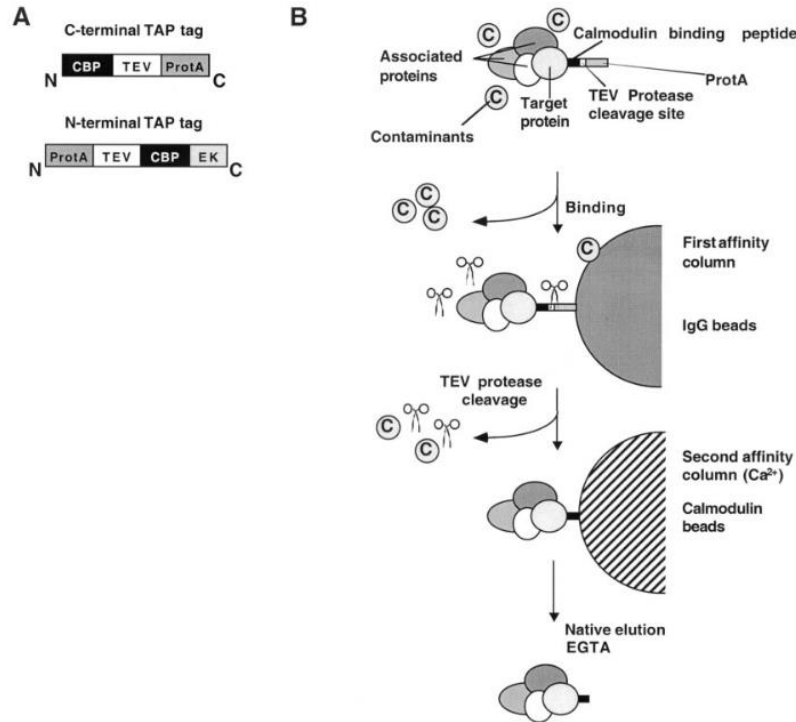 A
C-terminal TAP tag
CBP TEV ProtA
N C
N-terminal TAP tag
ProtA TEV CBP EK
N C
B
C
C
Calmodulin binding peptide
Associated
proteins
ProtA
C
Target
protein
TEV Protease
cleavage site
Contaminants
C
C
C
Binding
C
First affinity
column
IgG beads
TEV protease
cleavage
C
C
Second affinity
column (Ca2+)
Calmodulin
beads
Native elution
EGTA